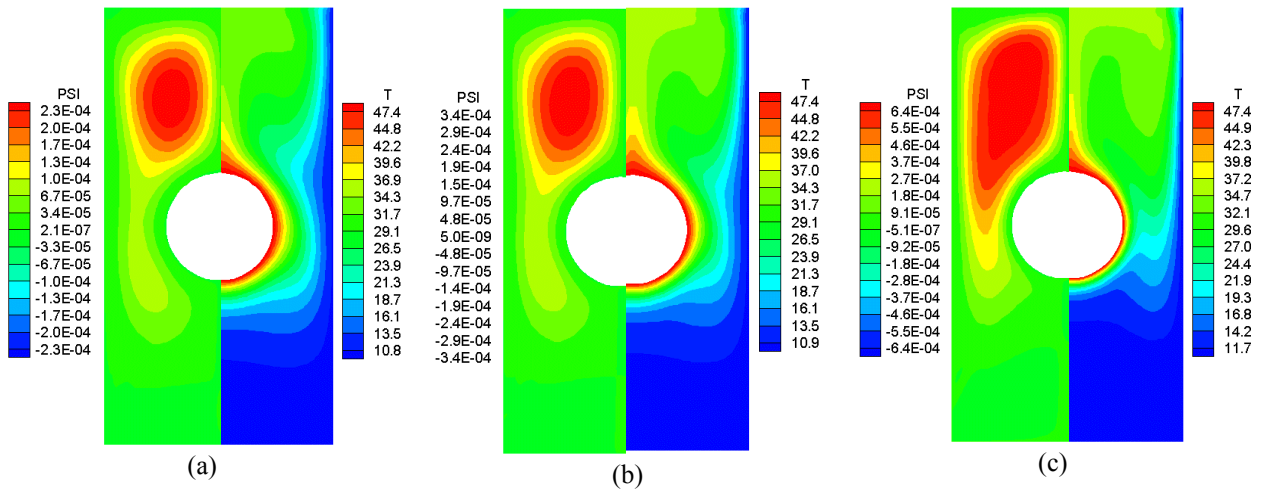 PSI
2.3E-04
2.0E-04
1.7E-04
1.3E-04
1.0E-04
6.7E-05
3.4E-05
2.1E-07
-3.3E-05
-6.7E-05
-1.0E-04
-1.3E-04
-1.7E-04
-2.0E-04
-2.3E-04
T
47.4
44.8
42.2
39.6
36.9
34.3
31.7
29.1
26.5
23.9
21.3
18.7
16.1
13.5
10.8
(a)
PSI
3.4E-04
2.9E-04
2.4E-04
1.9E-04
1.5E-04
9.7E-05
4.8E-05
5.0E-09
-4.8E-05
-9.7E-05
-1.4E-04
-1.9E-04
-2.4E-04
-2.9E-04
-3.4E-04
T
47.4
44.8
42.2
39.6
37.0
34.3
31.7
29.1
26.5
23.9
21.3
18.7
16.1
13.5
10.9
(b)
PSI
6.4E-04
5.5E-04
4.6E-04
3.7E-04
2.7E-04
1.8E-04
9.1E-05
-5.1E-07
-9.2E-05
-1.8E-04
-2.8E-04
-3.7E-04
-4.6E-04
-5.5E-04
-6.4E-04
T
47.4
44.9
42.3
39.8
37.2
34.7
32.1
29.6
27.0
24.4
21.9
19.3
16.8
14.2
11.7
(c)